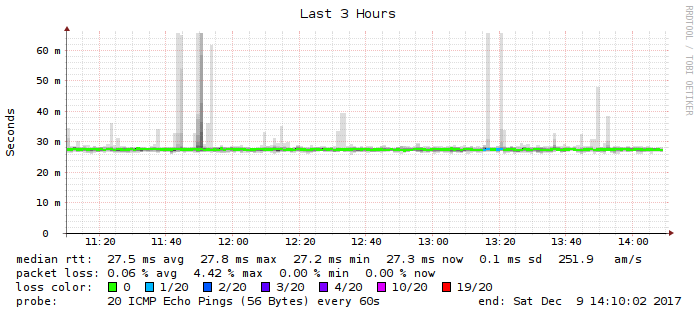 Last 3 Hours
RRDTOOL / TOBI OETIKER
Seconds
60 m
50 m
40 m
30 m
20 m
10 m
0
11:20 11:40 12:00 12:20 12:40 13:00 13:20 13:40 14:00
median rtt: 27.5 ms avg 27.8 ms max 27.2 ms min 27.3 ms now 0.1 ms sd 251.9 am/s
packet loss: 0.06 % avg 4.42 % max 0.00 % min 0.00 % now
loss color: 0 1/20 2/20 3/20 4/20 10/20 19/20
probe: 20 ICMP Echo Pings (56 Bytes) every 60s end: Sat Dec 9 14:10:02 2017